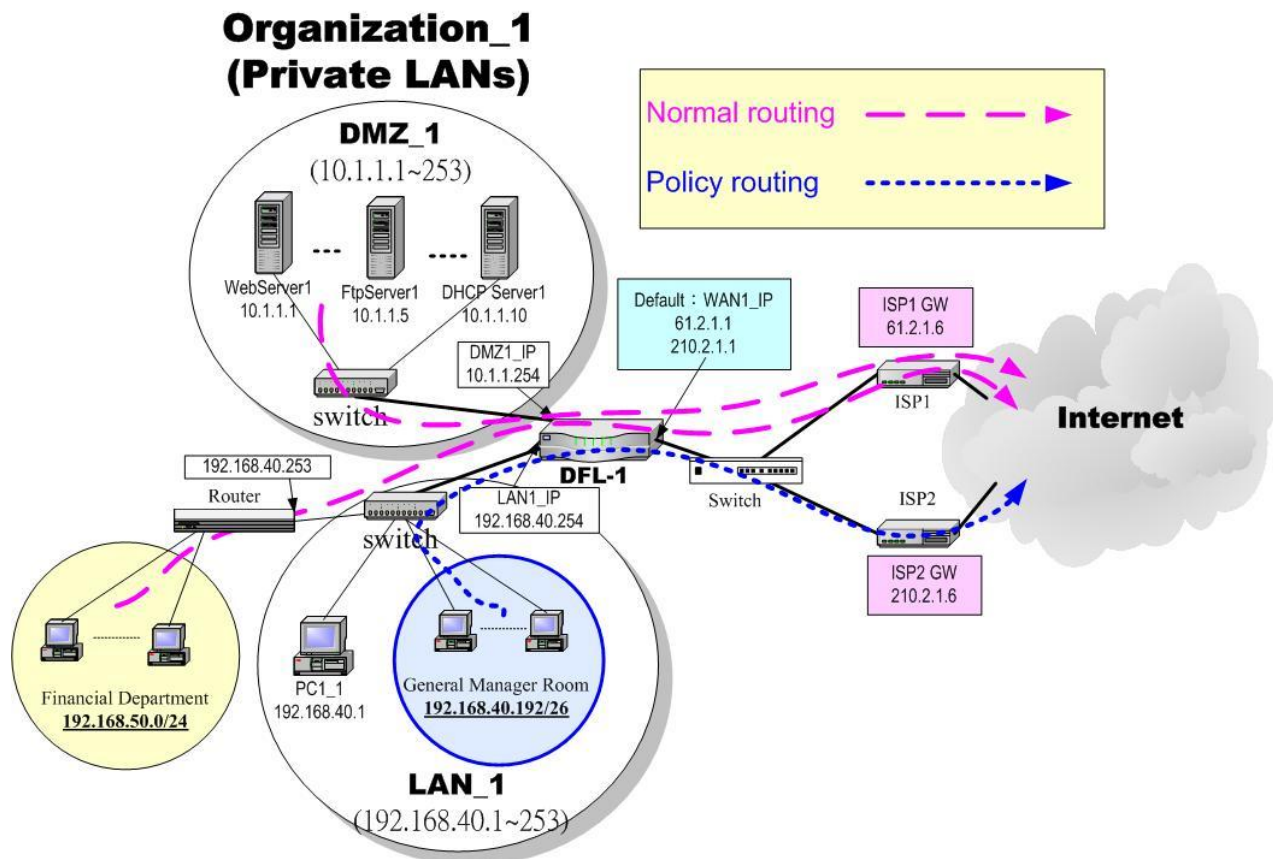 Organization_1
(Private LANs)
Normal routing
Policy routing
DMZ_1
(10.1.1.1~253)
WebServer1
10.1.1.1
FtpServer1
10.1.1.5
DHCP Server1
10.1.1.10
switch
DMZ1_IP
10.1.1.254
Default：WAN1_IP
61.2.1.1
210.2.1.1
ISP1 GW
61.2.1.6
ISP1
Internet
DFL-1
Switch
ISP2
ISP2 GW
210.2.1.6
192.168.40.253
Router
switch
LAN1_IP
192.168.40.254
Financial Department
192.168.50.0/24
PC1_1
192.168.40.1
General Manager Room
192.168.40.192/26
LAN_1
(192.168.40.1~253)